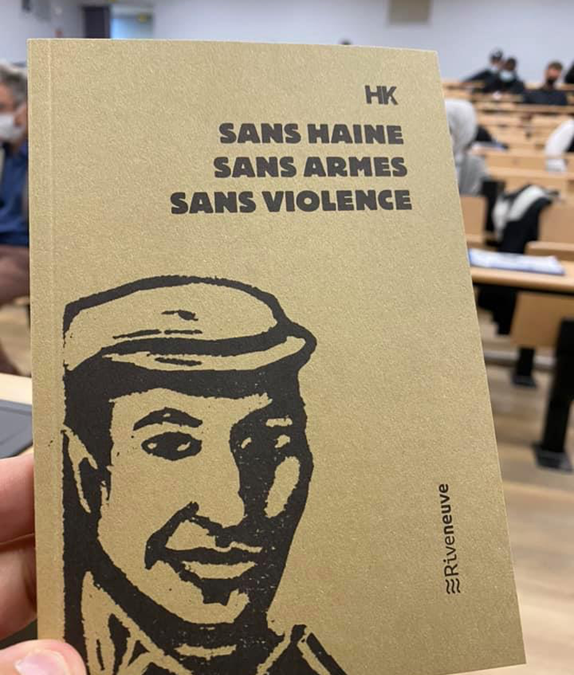 HK
SANS HAINE
SANS ARMES
SANS VIOLENCE
Riveneuve